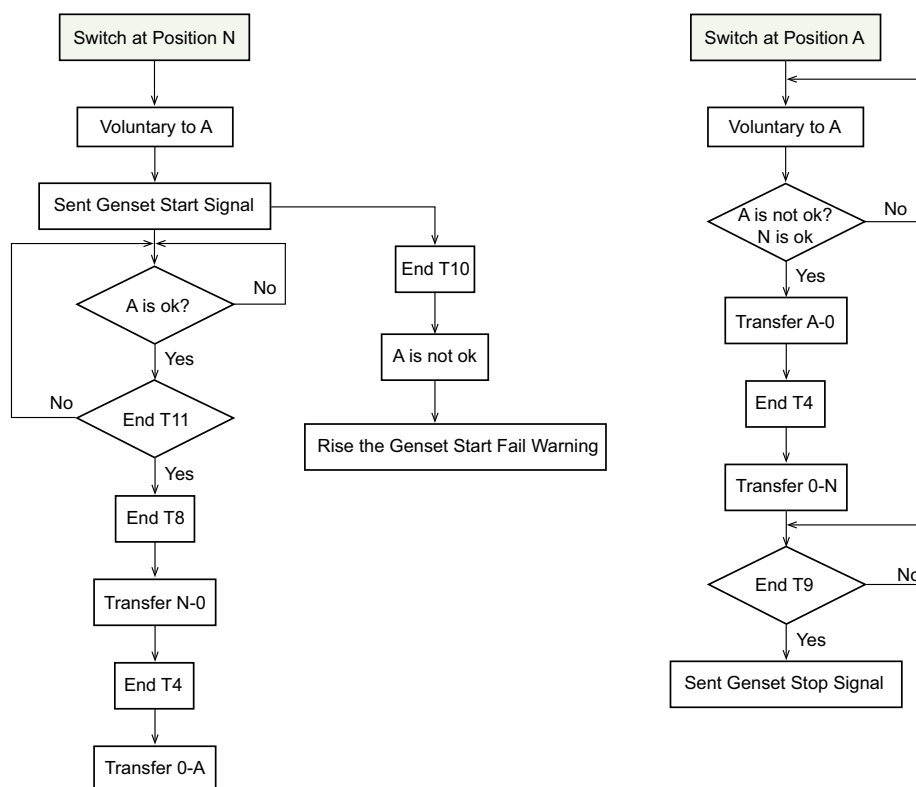 Switch at Position N
Voluntary to A
Sent Genset Start Signal
A is ok?
No
Yes
End T11
No
Yes
End T8
Transfer N-0
End T4
Transfer 0-A
End T10
A is not ok
Rise the Genset Start Fail Warning
Switch at Position A
Voluntary to A
A is not ok?
N is ok
No
Yes
Transfer A-0
End T4
Transfer 0-N
End T9
No
Yes
Sent Genset Stop Signal